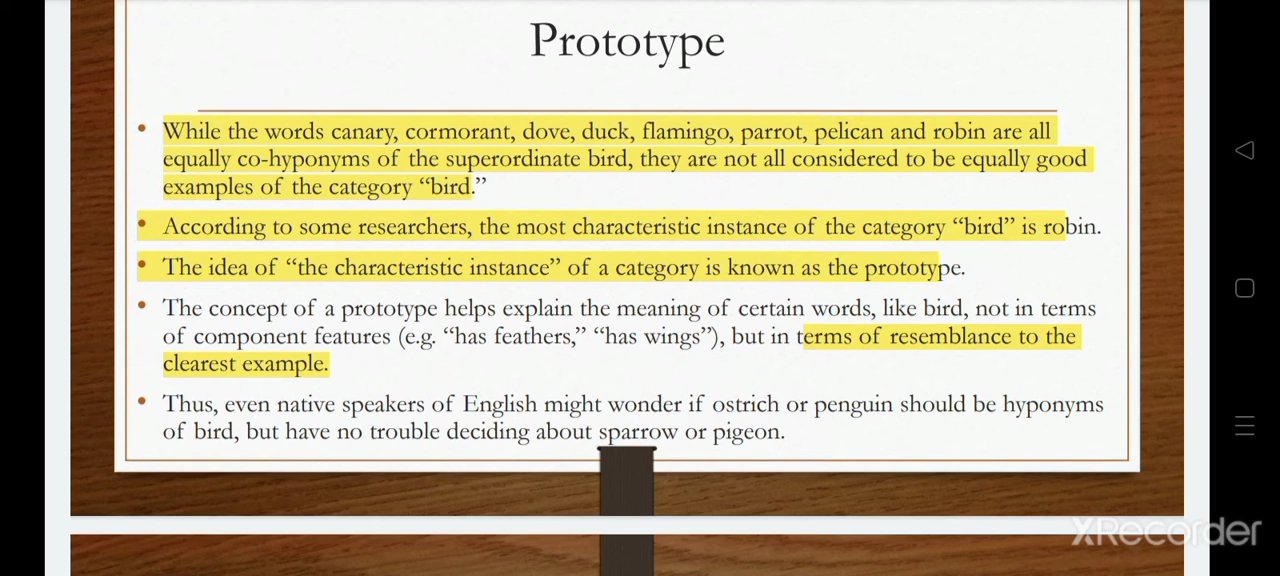 Prototype
• While the words canary, cormorant, dove, duck, flamingo, parrot, pelican and robin are all
equally co-hyponyms of the superordinate bird, they are not all considered to be equally good
examples of the category “bird.”
• According to some researchers, the most characteristic instance of the category “bird” is robin.
• The idea of “the characteristic instance” of a category is known as the prototype.
• The concept of a prototype helps explain the meaning of certain words, like bird, not in terms
of component features (e.g. “has feathers,” “has wings”), but in terms of resemblance to the
clearest example.
• Thus, even native speakers of English might wonder if ostrich or penguin should be hyponyms
of bird, but have no trouble deciding about sparrow or pigeon.
XRecorder